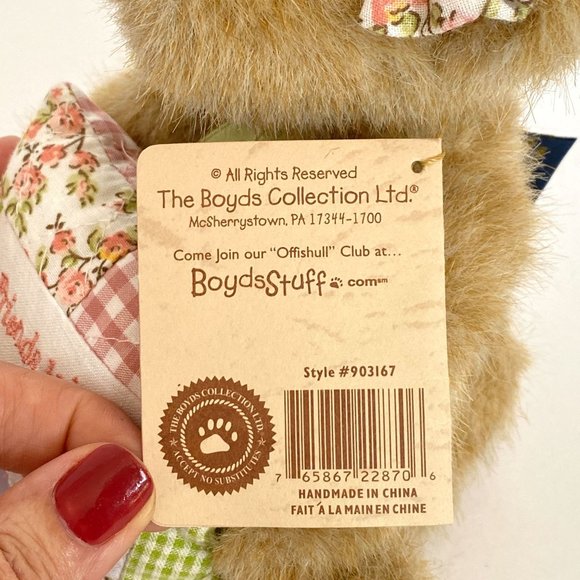 © All Rights Reserved
The Boyds Collection Ltd.®
McSherrystown, PA 17344-1700
Come Join our "Offishull" Club at...
BoydsStuff.com℠
Style #903167
THE BOYDS COLLECTION LTD.
ACCEPT NO SUBSTITUTES
7 65867 22870 6
HANDMADE IN CHINA
FAIT À LA MAIN EN CHINE
Friends